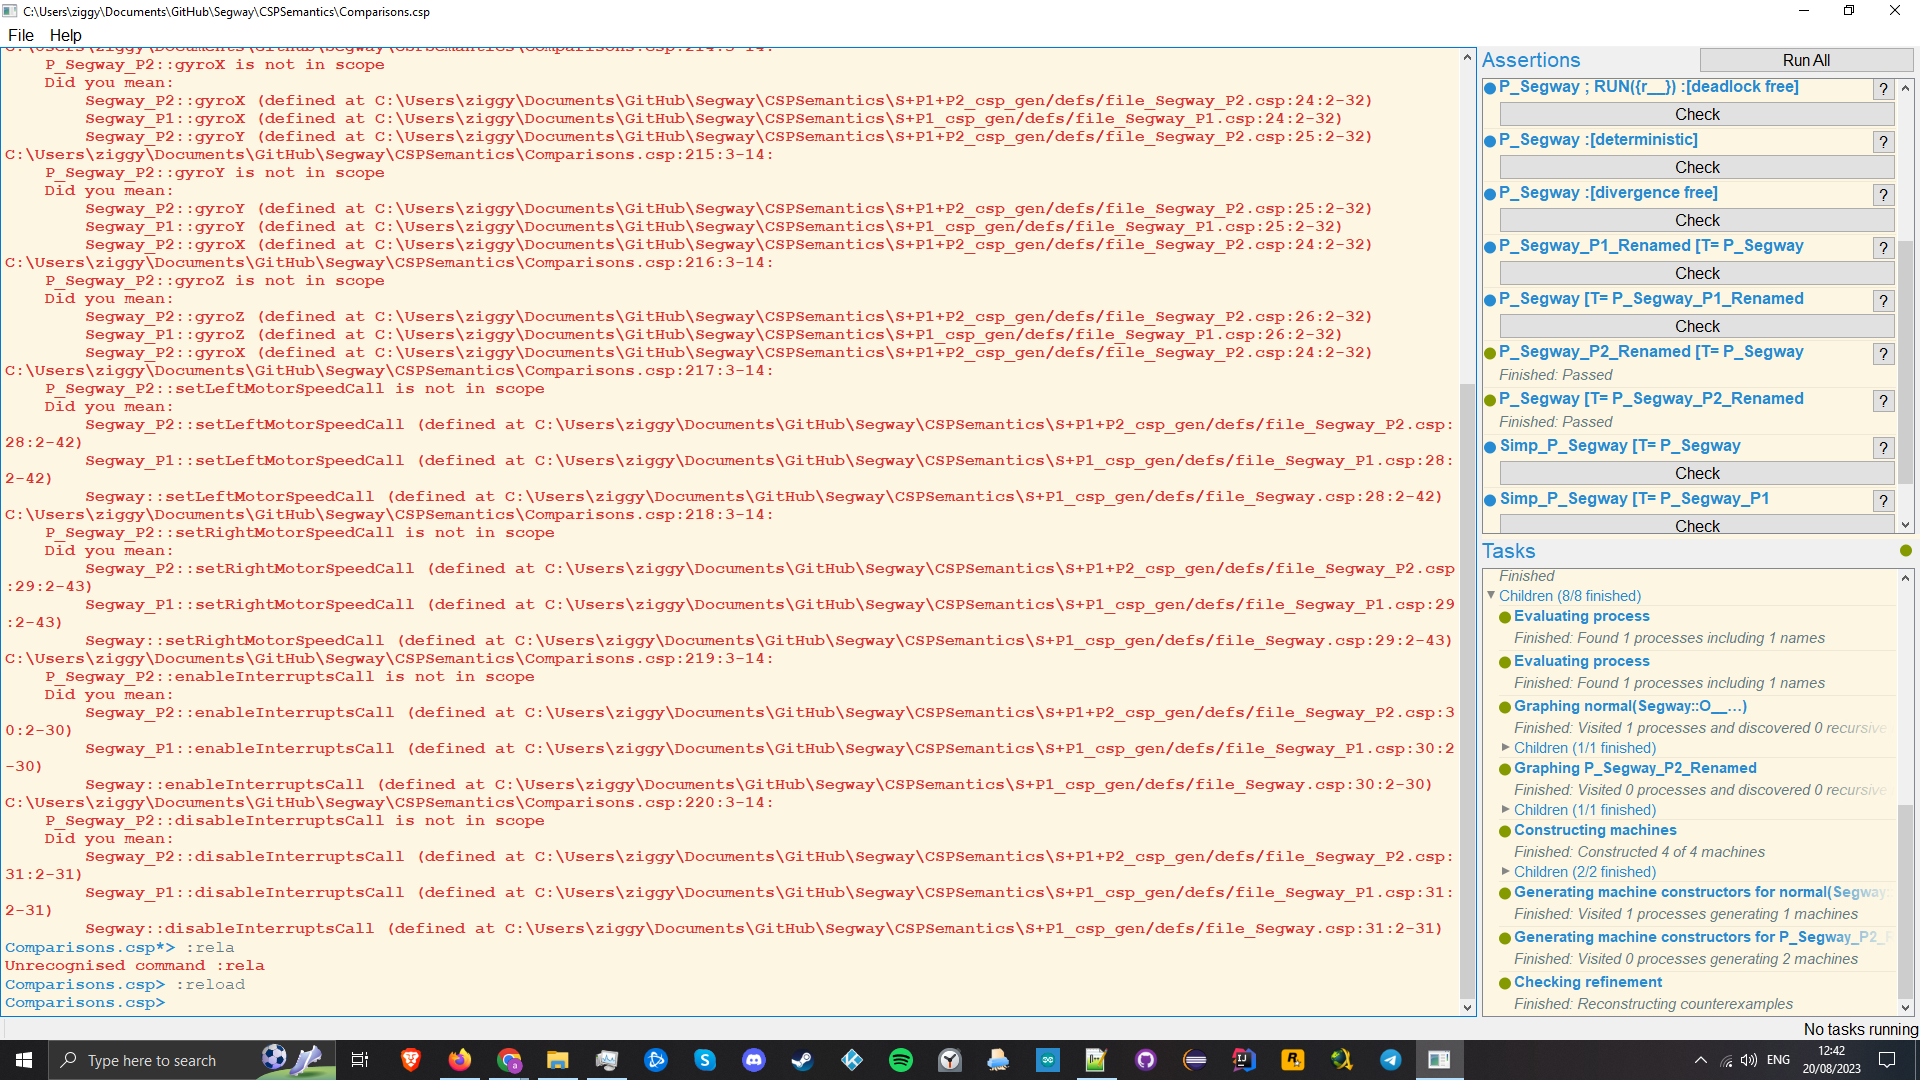 C:\Users\ziggy\Documents\GitHub\Segway\CSPSemantics\Comparisons.csp
File Help
C:\Users\ziggy\Documents\GitHub\Segway\CSPSemantics\Comparisons.csp:214:3-14:
P_Segway_P2::gyroX is not in scope
Did you mean:
Segway_P2::gyroX (defined at C:\Users\ziggy\Documents\GitHub\Segway\CSPSemantics\S+P1+P2_csp_gen/defs/file_Segway_P2.csp:24:2-32)
Segway_P1::gyroX (defined at C:\Users\ziggy\Documents\GitHub\Segway\CSPSemantics\S+P1_csp_gen/defs/file_Segway_P1.csp:24:2-32)
Segway_P2::gyroY (defined at C:\Users\ziggy\Documents\GitHub\Segway\CSPSemantics\S+P1+P2_csp_gen/defs/file_Segway_P2.csp:25:2-32)
C:\Users\ziggy\Documents\GitHub\Segway\CSPSemantics\Comparisons.csp:215:3-14:
P_Segway_P2::gyroY is not in scope
Did you mean:
Segway_P2::gyroY (defined at C:\Users\ziggy\Documents\GitHub\Segway\CSPSemantics\S+P1+P2_csp_gen/defs/file_Segway_P2.csp:25:2-32)
Segway_P1::gyroY (defined at C:\Users\ziggy\Documents\GitHub\Segway\CSPSemantics\S+P1_csp_gen/defs/file_Segway_P1.csp:25:2-32)
Segway_P2::gyroX (defined at C:\Users\ziggy\Documents\GitHub\Segway\CSPSemantics\S+P1+P2_csp_gen/defs/file_Segway_P2.csp:24:2-32)
C:\Users\ziggy\Documents\GitHub\Segway\CSPSemantics\Comparisons.csp:216:3-14:
P_Segway_P2::gyroZ is not in scope
Did you mean:
Segway_P2::gyroZ (defined at C:\Users\ziggy\Documents\GitHub\Segway\CSPSemantics\S+P1+P2_csp_gen/defs/file_Segway_P2.csp:26:2-32)
Segway_P1::gyroZ (defined at C:\Users\ziggy\Documents\GitHub\Segway\CSPSemantics\S+P1_csp_gen/defs/file_Segway_P1.csp:26:2-32)
Segway_P2::gyroX (defined at C:\Users\ziggy\Documents\GitHub\Segway\CSPSemantics\S+P1+P2_csp_gen/defs/file_Segway_P2.csp:24:2-32)
C:\Users\ziggy\Documents\GitHub\Segway\CSPSemantics\Comparisons.csp:217:3-14:
P_Segway_P2::setLeftMotorSpeedCall is not in scope
Did you mean:
Segway_P2::setLeftMotorSpeedCall (defined at C:\Users\ziggy\Documents\GitHub\Segway\CSPSemantics\S+P1+P2_csp_gen/defs/file_Segway_P2.csp:
28:2-42)
Segway_P1::setLeftMotorSpeedCall (defined at C:\Users\ziggy\Documents\GitHub\Segway\CSPSemantics\S+P1_csp_gen/defs/file_Segway_P1.csp:28:
2-42)
Segway::setLeftMotorSpeedCall (defined at C:\Users\ziggy\Documents\GitHub\Segway\CSPSemantics\S+P1_csp_gen/defs/file_Segway.csp:28:2-42)
C:\Users\ziggy\Documents\GitHub\Segway\CSPSemantics\Comparisons.csp:218:3-14:
P_Segway_P2::setRightMotorSpeedCall is not in scope
Did you mean:
Segway_P2::setRightMotorSpeedCall (defined at C:\Users\ziggy\Documents\GitHub\Segway\CSPSemantics\S+P1+P2_csp_gen/defs/file_Segway_P2.csp
:29:2-43)
Segway_P1::setRightMotorSpeedCall (defined at C:\Users\ziggy\Documents\GitHub\Segway\CSPSemantics\S+P1_csp_gen/defs/file_Segway_P1.csp:29
:2-43)
Segway::setRightMotorSpeedCall (defined at C:\Users\ziggy\Documents\GitHub\Segway\CSPSemantics\S+P1_csp_gen/defs/file_Segway.csp:29:2-43)
C:\Users\ziggy\Documents\GitHub\Segway\CSPSemantics\Comparisons.csp:219:3-14:
P_Segway_P2::enableInterruptsCall is not in scope
Did you mean:
Segway_P2::enableInterruptsCall (defined at C:\Users\ziggy\Documents\GitHub\Segway\CSPSemantics\S+P1+P2_csp_gen/defs/file_Segway_P2.csp:3
0:2-30)
Segway_P1::enableInterruptsCall (defined at C:\Users\ziggy\Documents\GitHub\Segway\CSPSemantics\S+P1_csp_gen/defs/file_Segway_P1.csp:30:2
-30)
Segway::enableInterruptsCall (defined at C:\Users\ziggy\Documents\GitHub\Segway\CSPSemantics\S+P1_csp_gen/defs/file_Segway.csp:30:2-30)
C:\Users\ziggy\Documents\GitHub\Segway\CSPSemantics\Comparisons.csp:220:3-14:
P_Segway_P2::disableInterruptsCall is not in scope
Did you mean:
Segway_P2::disableInterruptsCall (defined at C:\Users\ziggy\Documents\GitHub\Segway\CSPSemantics\S+P1+P2_csp_gen/defs/file_Segway_P2.csp:
31:2-31)
Segway_P1::disableInterruptsCall (defined at C:\Users\ziggy\Documents\GitHub\Segway\CSPSemantics\S+P1_csp_gen/defs/file_Segway_P1.csp:31:
2-31)
Segway::disableInterruptsCall (defined at C:\Users\ziggy\Documents\GitHub\Segway\CSPSemantics\S+P1_csp_gen/defs/file_Segway.csp:31:2-31)
Comparisons.csp*> :rela
Unrecognised command :rela
Comparisons.csp> :reload
Comparisons.csp>
Assertions
Run All
P_Segway ; RUN({r__}) :[deadlock free]
?
Check
P_Segway :[deterministic]
?
Check
P_Segway :[divergence free]
?
Check
P_Segway_P1_Renamed [T= P_Segway
?
Check
P_Segway [T= P_Segway_P1_Renamed
?
Check
P_Segway_P2_Renamed [T= P_Segway
?
Finished: Passed
P_Segway [T= P_Segway_P2_Renamed
?
Finished: Passed
Simp_P_Segway [T= P_Segway
?
Check
Simp_P_Segway [T= P_Segway_P1
?
Check
Tasks
Finished
Children (8/8 finished)
Evaluating process
Finished: Found 1 processes including 1 names
Evaluating process
Finished: Found 1 processes including 1 names
Graphing normal(Segway::O__...)
Finished: Visited 1 processes and discovered 0 recursive
Children (1/1 finished)
Graphing P_Segway_P2_Renamed
Finished: Visited 0 processes and discovered 0 recursive
Children (1/1 finished)
Constructing machines
Finished: Constructed 4 of 4 machines
Children (2/2 finished)
Generating machine constructors for normal(Segway:
Finished: Visited 1 processes generating 1 machines
Generating machine constructors for P_Segway_P2_R
Finished: Visited 0 processes generating 2 machines
Checking refinement
Finished: Reconstructing counterexamples
No tasks running
Type here to search
ENG
12:42
20/08/2023